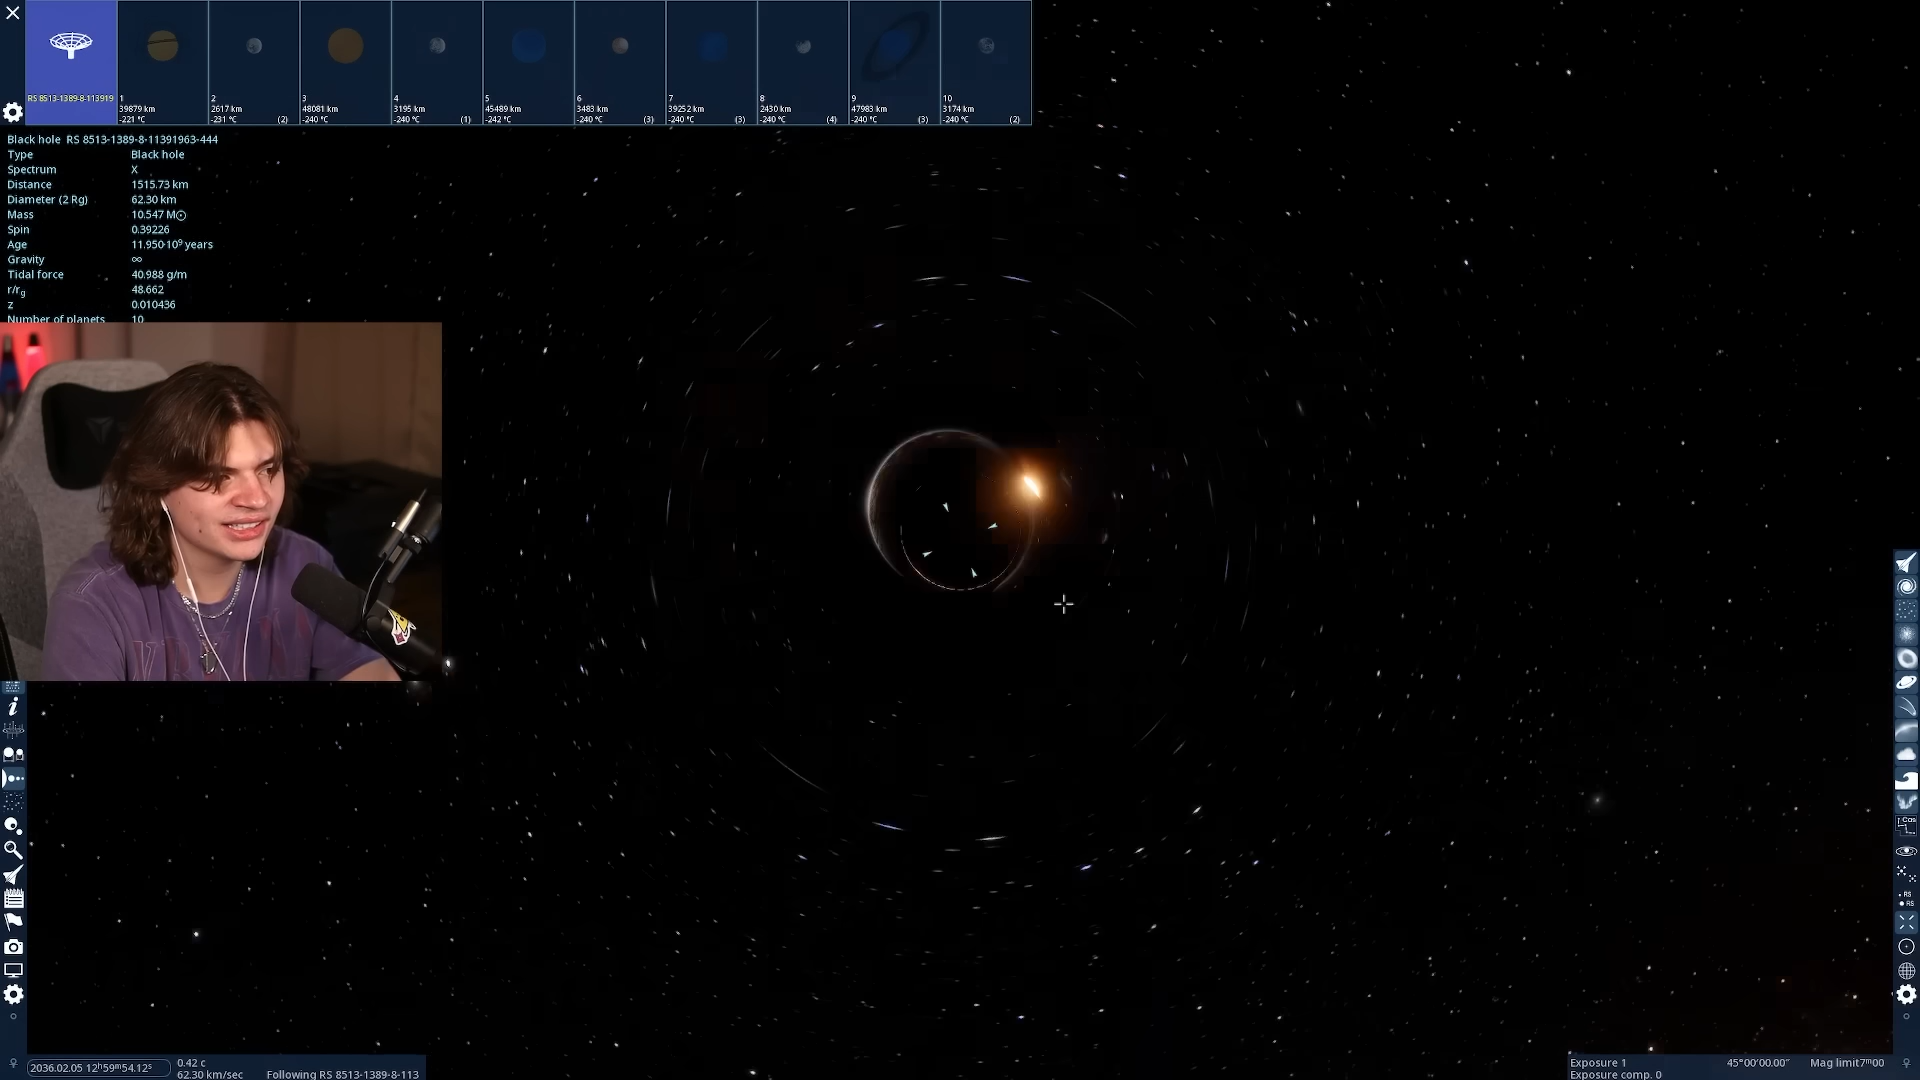 RS 8513-1389-8-113919
1
39879 km
-221 °C
2
2617 km
-231 °C (2)
3
48081 km
-240 °C
4
3195 km
-240 °C (1)
5
45489 km
-242 °C
6
3483 km
-240 °C (3)
7
39252 km
-240 °C (3)
8
2430 km
-240 °C (4)
9
47983 km
-240 °C (3)
10
3174 km
-240 °C (2)
Black hole RS 8513-1389-8-11391963-444
Type Black hole
Spectrum X
Distance 1515.73 km
Diameter (2 Rg) 62.30 km
Mass 10.547 M☉
Spin 0.39226
Age 11.950·10⁹ years
Gravity ∞
Tidal force 40.988 g/m
r/rg 48.662
z 0.010436
Number of planets 10
RS
RS
2036.02.05 12ʰ59ᵐ54.12ˢ
0.42 c
62.30 km/sec Following RS 8513-1389-8-113
Exposure 1 45°00'00.00" Mag limit 7ᵐ00
Exposure comp. 0